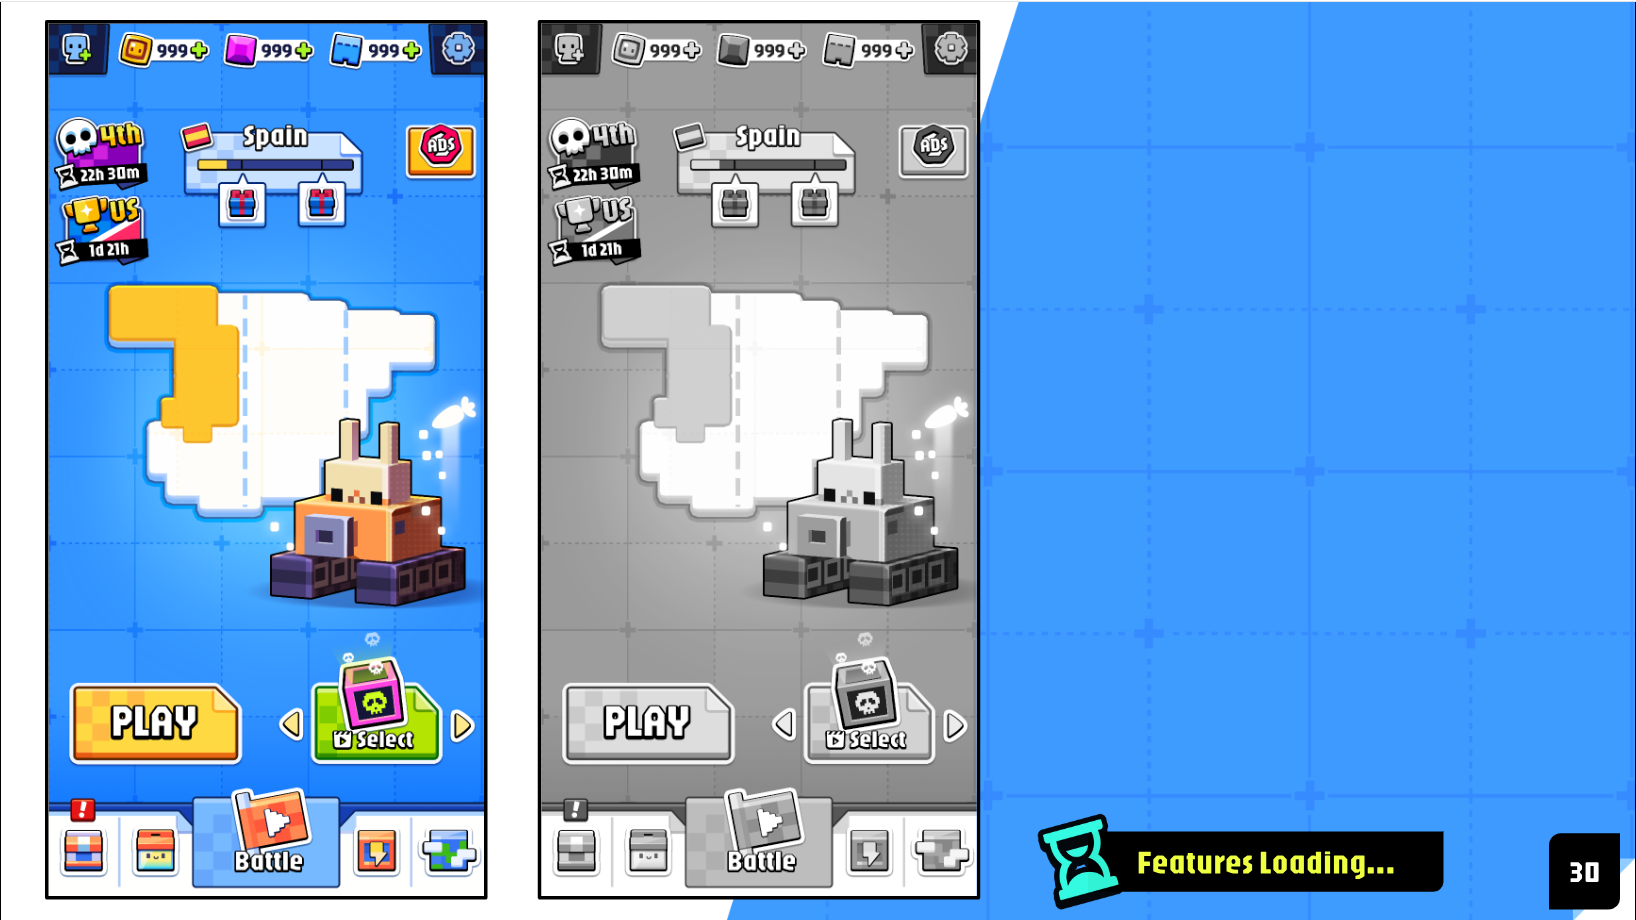 999
999
999
4th
Spain
ADS
22h 30m
US
1d 21h
PLAY
Select
!
Battle
999
999
999
4th
Spain
ADS
22h 30m
US
1d 21h
PLAY
Select
!
Battle
Features Loading...
30